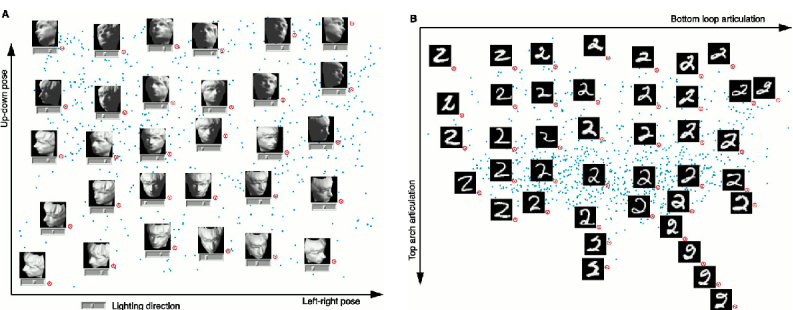 A
Up-down pose
Lighting direction
Left-right pose
B
Bottom loop articulation
Top arch articulation